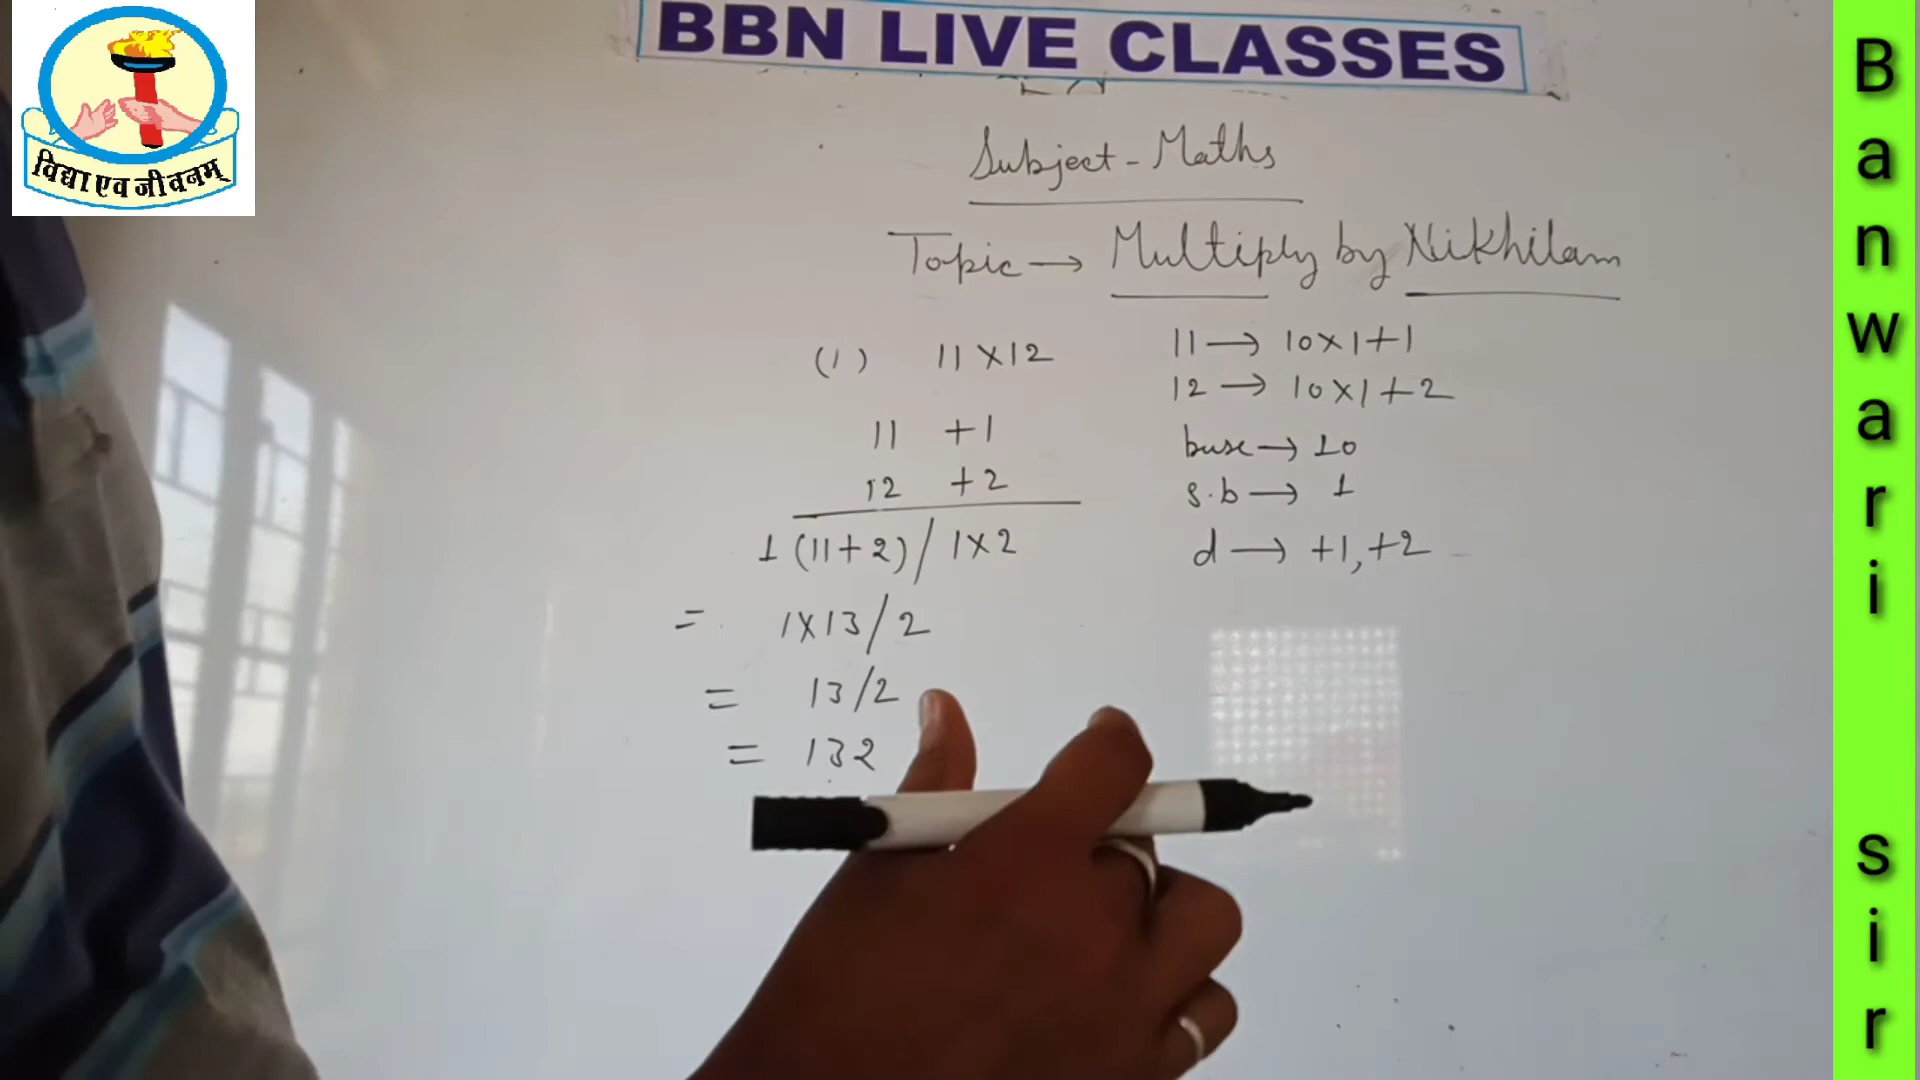 BBN LIVE CLASSES
विद्या एव जीवनम्
Subject - Maths
Topic → Multiply by Nikhilam
(1) 11 × 12
11 → 10×1+1
12 → 10×1+2
11 +1
12 +2
base → 10
s.b → 1
d → +1, +2
1 (11+2) / 1×2
= 1×13/2
= 13/2
= 132
Banwari sir